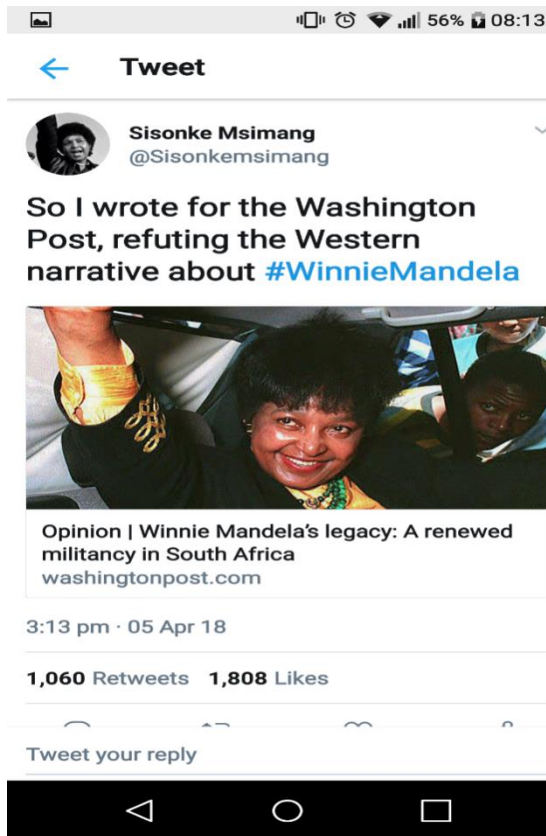 56% 08:13
Tweet
Sisonke Msimang
@Sisonkemsimang
So I wrote for the Washington
Post, refuting the Western
narrative about #WinnieMandela
Opinion | Winnie Mandela's legacy: A renewed
militancy in South Africa
washingtonpost.com
3:13 pm · 05 Apr 18
1,060 Retweets 1,808 Likes
Tweet your reply